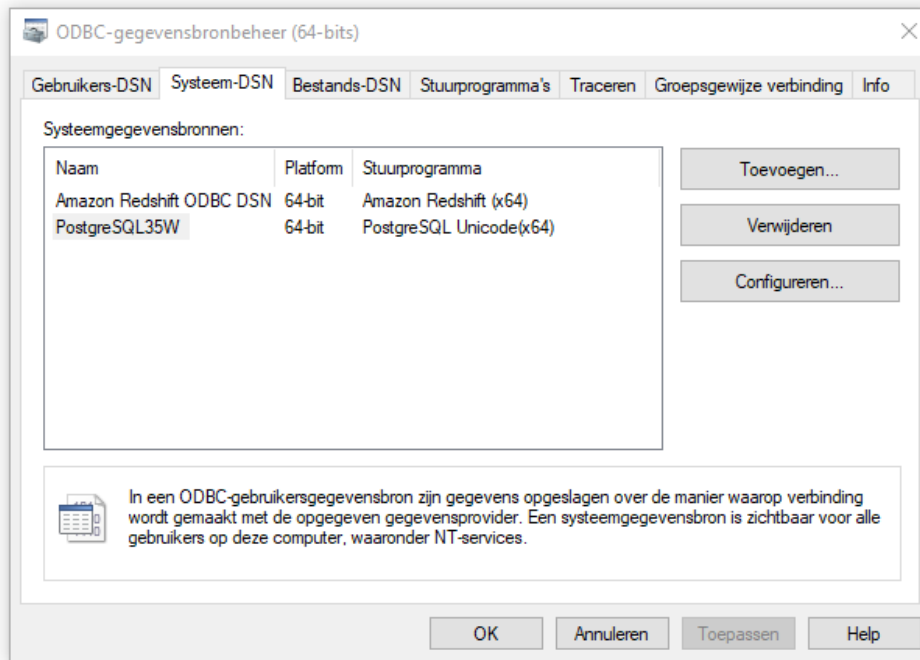 ODBC-gegevensbronbeheer (64-bits)
Gebruikers-DSN Systeem-DSN Bestands-DSN Stuurprogramma's Traceren Groepsgewijze verbinding Info
Systeemgegevensbronnen:
Naam Platform Stuurprogramma
Amazon Redshift ODBC DSN 64-bit Amazon Redshift (x64)
PostgreSQL35W 64-bit PostgreSQL Unicode(x64)
Toevoegen...
Verwijderen
Configureren...
In een ODBC-gebruikersgegevensbron zijn gegevens opgeslagen over de manier waarop verbinding
wordt gemaakt met de opgegeven gegevensprovider. Een systeemgegevensbron is zichtbaar voor alle
gebruikers op deze computer, waaronder NT-services.
OK Annuleren Toepassen Help